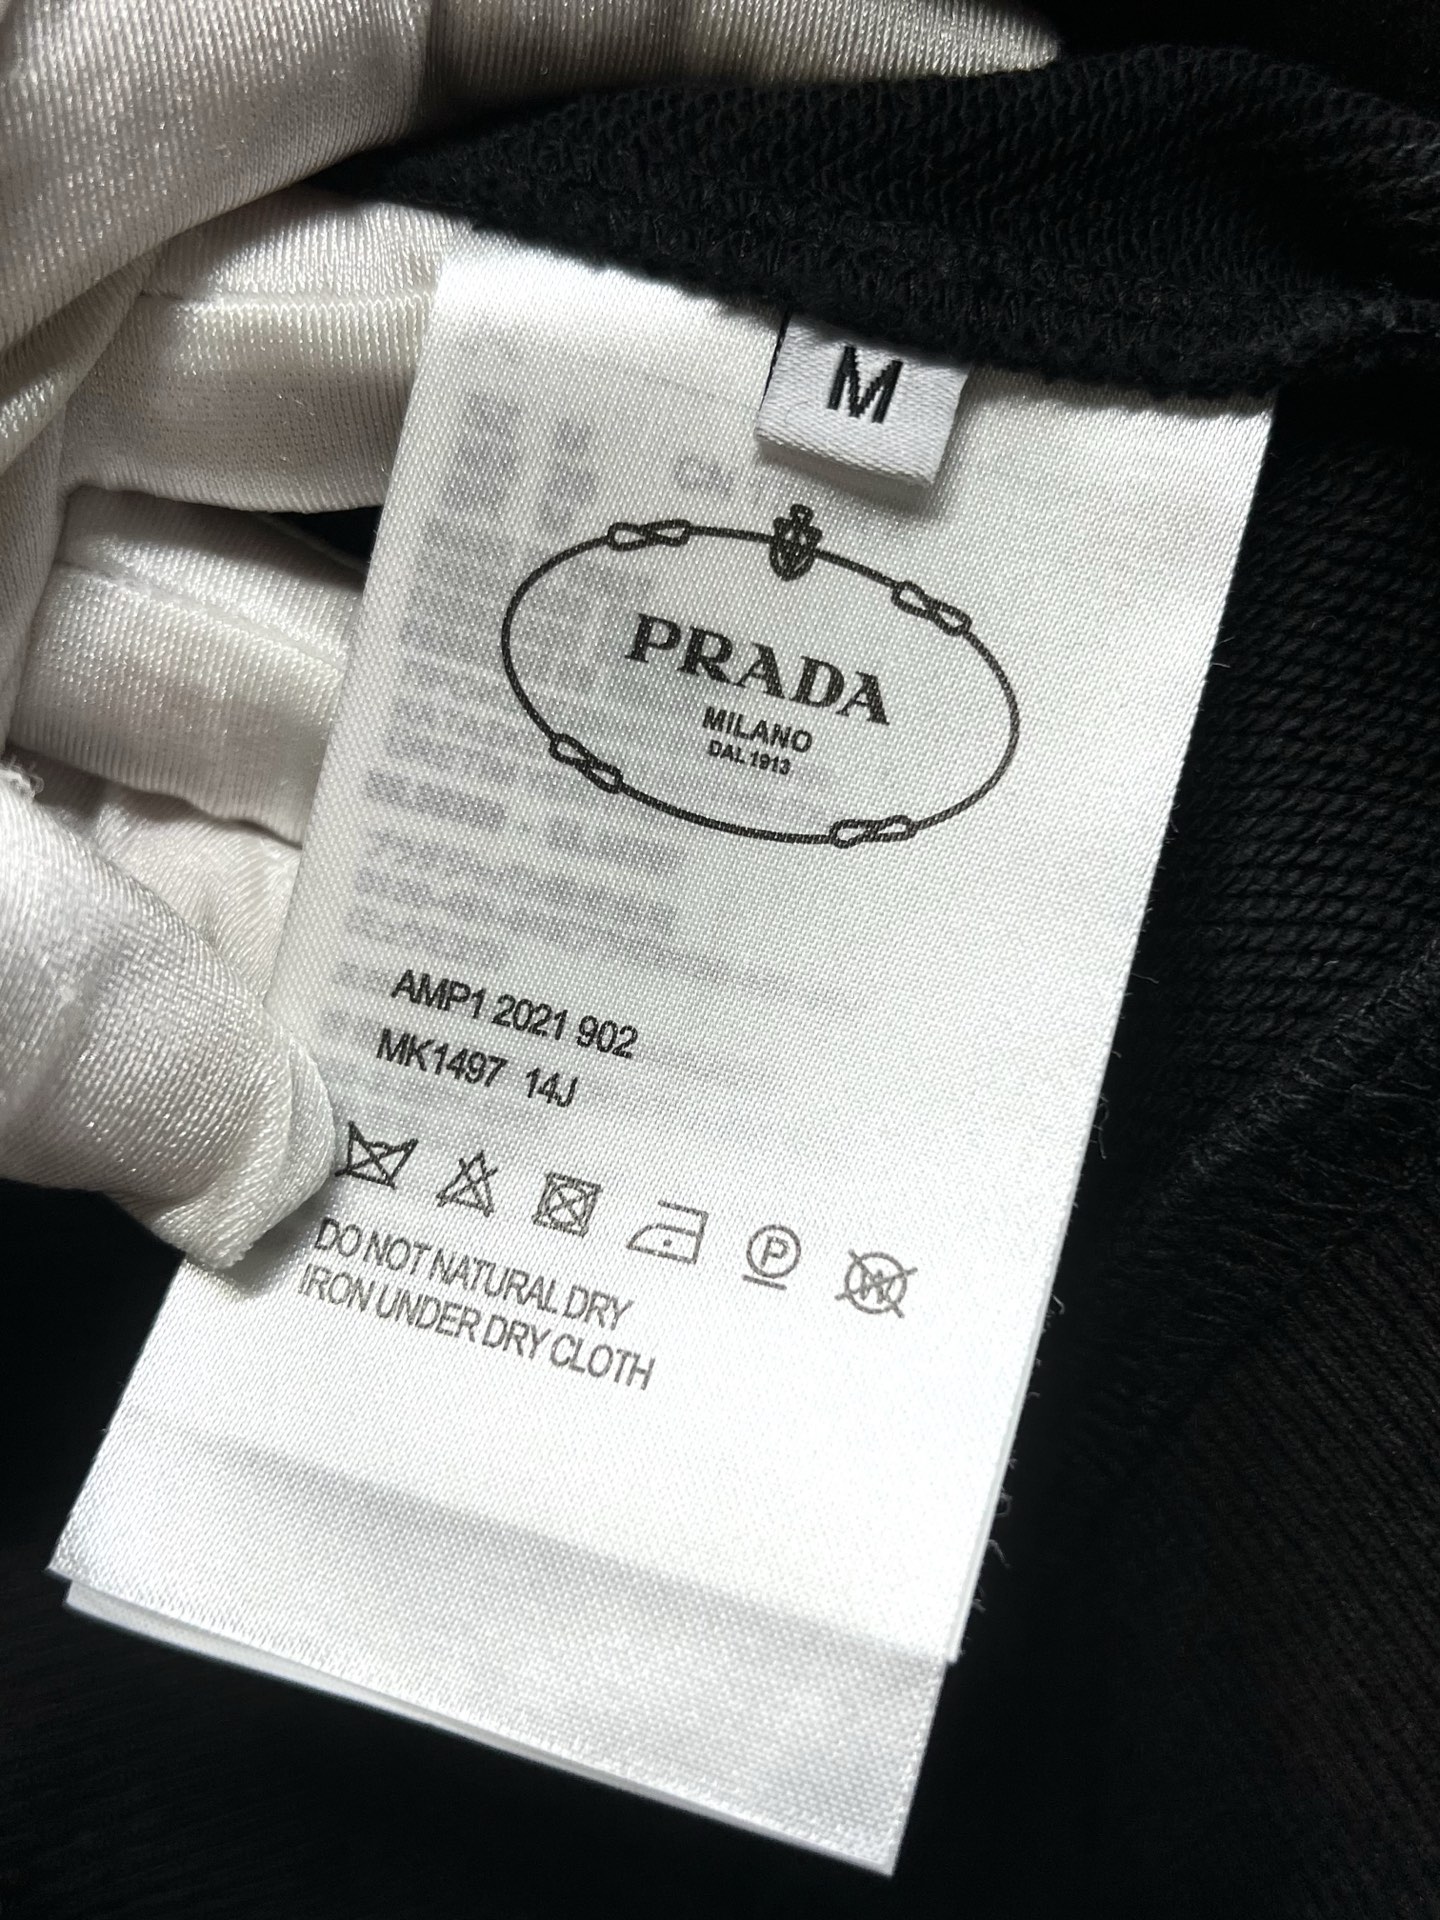 M
PRADA
MILANO
DAL 1913
AMP1 2021 902
MK1497 14J
P
W
DO NOT NATURAL DRY
IRON UNDER DRY CLOTH